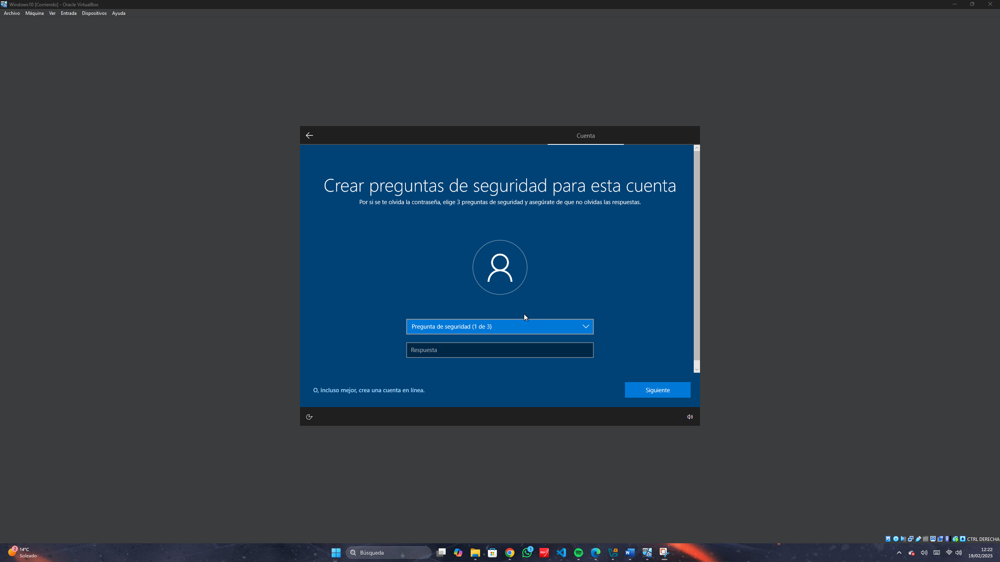 Windows10 [Corriendo] - Oracle VirtualBox
Archivo Máquina Ver Entrada Dispositivos Ayuda
Cuenta
Crear preguntas de seguridad para esta cuenta
Por si se te olvida la contraseña, elige 3 preguntas de seguridad y asegúrate de que no olvidas las respuestas.
Pregunta de seguridad (1 de 3)
Respuesta
O, incluso mejor, crea una cuenta en línea.
Siguiente
CTRL DERECHA
2
14°C
Soleado
Búsqueda
1
PDF
W
12:22
19/02/2025